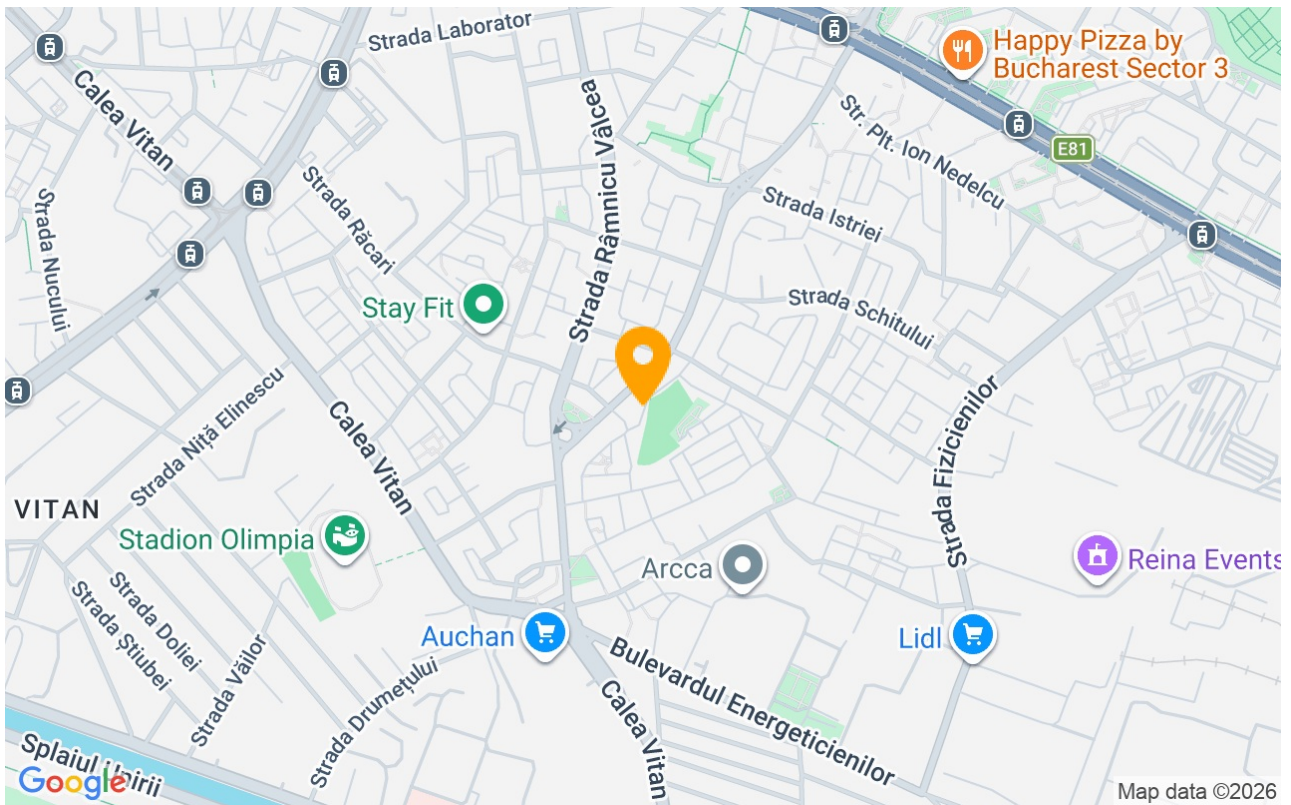 Strada Laborator
Happy Pizza by
Bucharest Sector 3
Calea Vitan
Strada Râmnicu Vâlcea
Str. Plt. Ion Nedelcu
E81
Strada Nucului
Strada Răcari
Strada Istriei
Stay Fit
Strada Schitului
Strada Niță Elinescu
Calea Vitan
Strada Fizicienilor
VITAN
Stadion Olimpia
Arcca
Reina Events
Strada Doliei
Strada Știubei
Strada Văilor
Auchan
Lidl
Strada Drumețului
Bulevardul Energeticienilor
Calea Vitan
Splaiul Unirii
Google
Map data ©2026